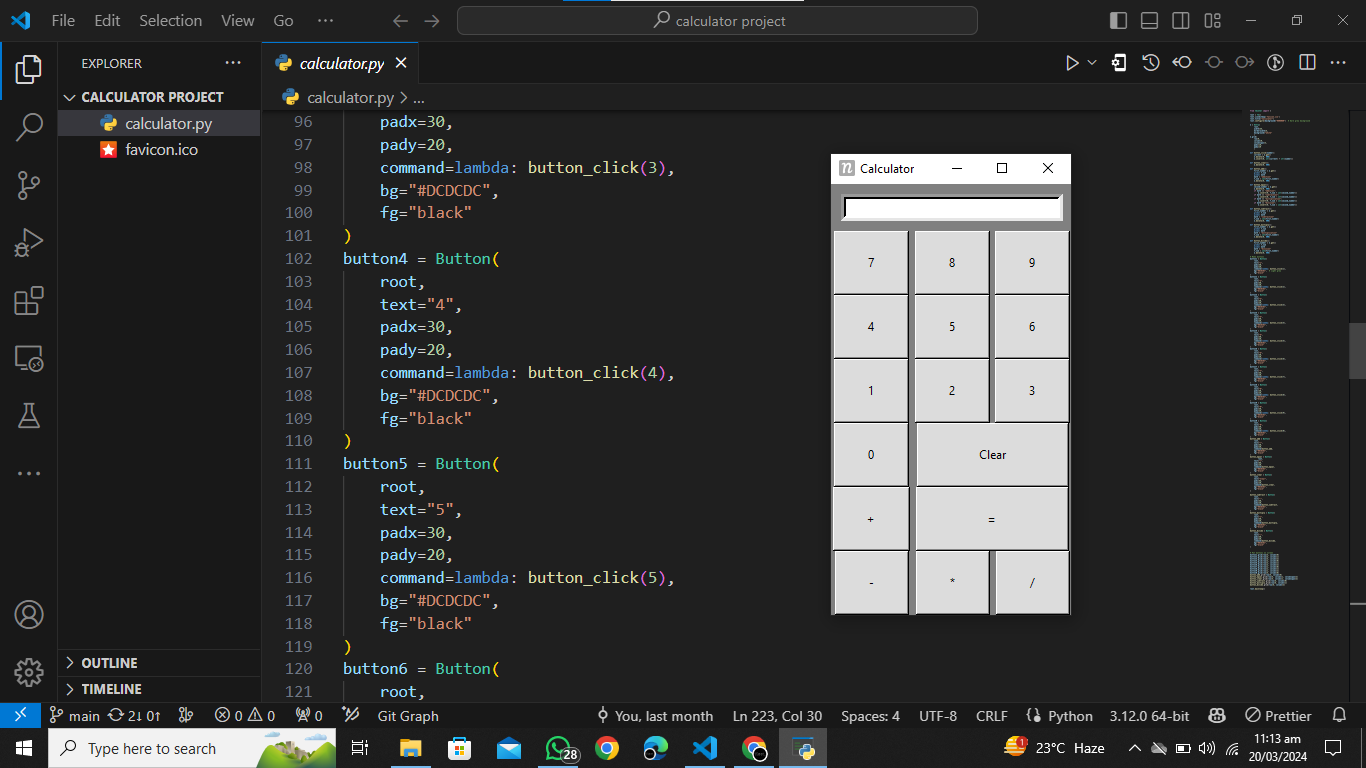 File Edit Selection View Go ··· calculator project
EXPLORER ···
calculator.py
CALCULATOR PROJECT
calculator.py
favicon.ico
OUTLINE
TIMELINE
calculator.py > ...
96 padx=30,
97 pady=20,
98 command=lambda: button_click(3),
99 bg="#DCDCDC",
100 fg="black"
101 )
102 button4 = Button(
103 root,
104 text="4",
105 padx=30,
106 pady=20,
107 command=lambda: button_click(4),
108 bg="#DCDCDC",
109 fg="black"
110 )
111 button5 = Button(
112 root,
113 text="5",
114 padx=30,
115 pady=20,
116 command=lambda: button_click(5),
117 bg="#DCDCDC",
118 fg="black"
119 )
120 button6 = Button(
121 root,
n Calculator
7 8 9
4 5 6
1 2 3
0 Clear
+ =
- * /
main 2↓ 0↑ 0 0 0 Git Graph You, last month Ln 223, Col 30 Spaces: 4 UTF-8 CRLF Python 3.12.0 64-bit Prettier
Type here to search 28 1 23°C Haze 11:13 am
20/03/2024